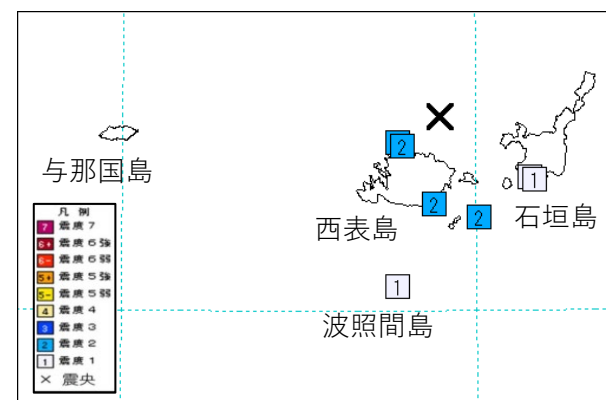 2
1
与那国島
2
2
石垣島
西表島
1
波照間島
凡 例
7 震度 7
6+ 震度 6 強
6- 震度 6 弱
5+ 震度 5 強
5- 震度 5 弱
4 震度 4
3 震度 3
2 震度 2
1 震度 1
× 震央